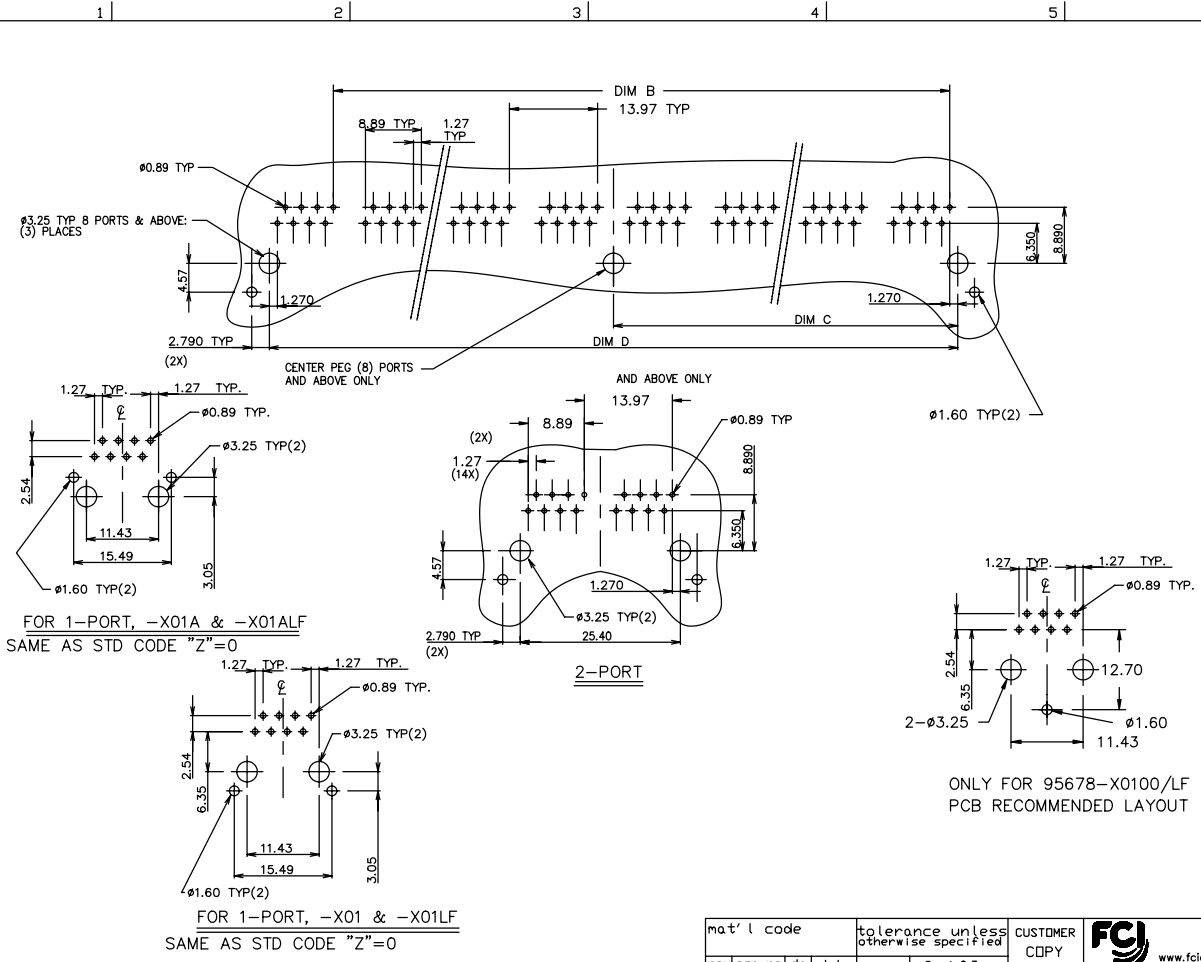 1 2 3 4 5
DIM B
13.97 TYP
8.89 TYP
1.27
TYP
ø0.89 TYP
ø3.25 TYP 8 PORTS & ABOVE:
(3) PLACES
4.57
1.270
6.350
8.890
1.270
DIM C
2.790 TYP
(2X)
DIM D
CENTER PEG (8) PORTS
AND ABOVE ONLY
ø1.60 TYP(2)
1.27 TYP.
1.27 TYP.
℄
ø0.89 TYP.
ø3.25 TYP(2)
2.54
11.43
15.49
3.05
ø1.60 TYP(2)
FOR 1-PORT, -X01A & -X01ALF
SAME AS STD CODE "Z"=0
AND ABOVE ONLY
13.97
8.89
ø0.89 TYP
(2X)
1.27
(14X)
8.890
6.350
4.57
1.270
ø3.25 TYP(2)
2.790 TYP
(2X)
25.40
2-PORT
1.27 TYP.
1.27 TYP.
℄
ø0.89 TYP.
ø3.25 TYP(2)
2.54
6.35
11.43
15.49
3.05
ø1.60 TYP(2)
FOR 1-PORT, -X01 & -X01LF
SAME AS STD CODE "Z"=0
1.27 TYP.
1.27 TYP.
℄
ø0.89 TYP.
2.54
6.35
12.70
2-ø3.25
ø1.60
11.43
ONLY FOR 95678-X0100/LF
PCB RECOMMENDED LAYOUT
mat'l code
tolerance unless
otherwise specified
CUSTOMER
COPY
FCJ
www.fci